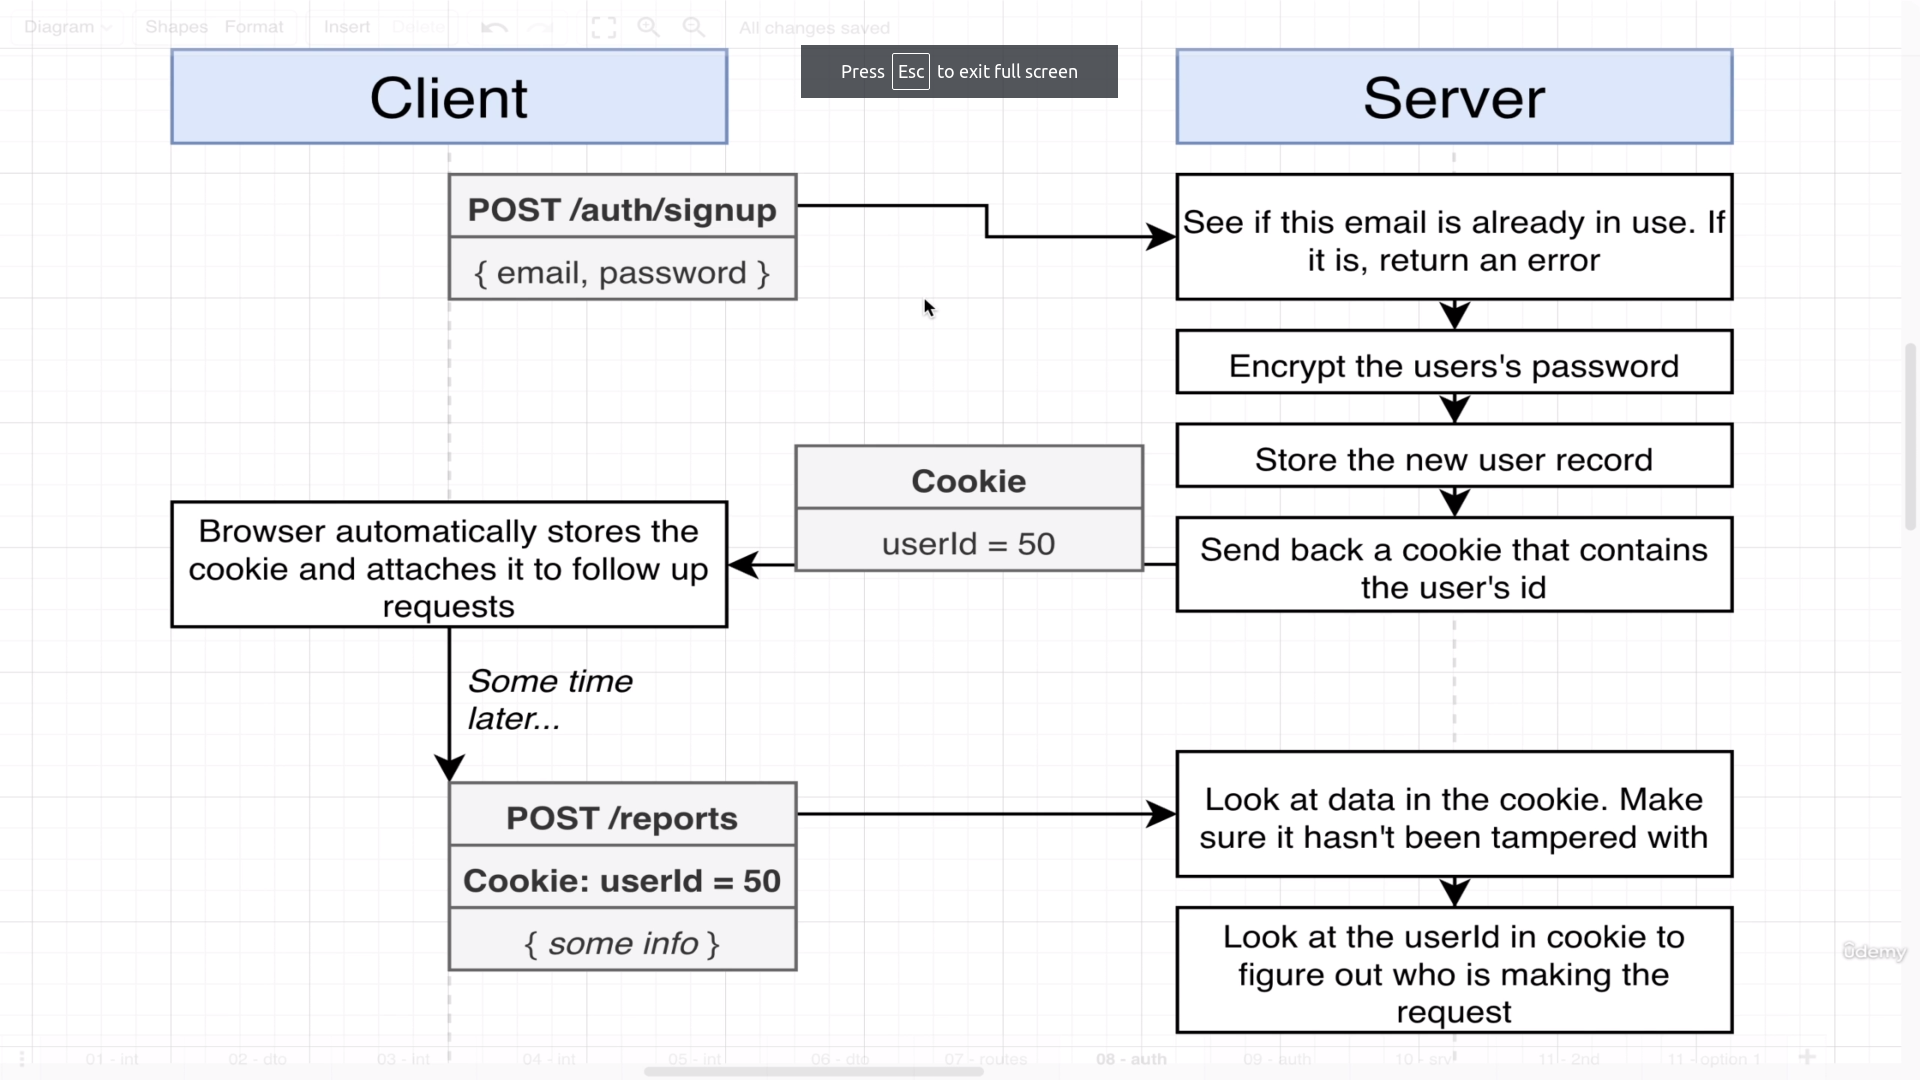 Diagram Shapes Format Insert Delete All changes saved
Press Esc to exit full screen
Client
Server
POST /auth/signup
{ email, password }
See if this email is already in use. If
it is, return an error
Encrypt the users's password
Store the new user record
Cookie
userId = 50
Send back a cookie that contains
the user's id
Browser automatically stores the
cookie and attaches it to follow up
requests
Some time
later...
POST /reports
Cookie: userId = 50
{ some info }
Look at data in the cookie. Make
sure it hasn't been tampered with
Look at the userId in cookie to
figure out who is making the
request
ûdemy
01 - int 02 - dto 03 - int 04 - int 05 - int 06 - dto 07 - routes 08 - auth 09 - auth 10 - srv 11 - 2nd 11 - option 1